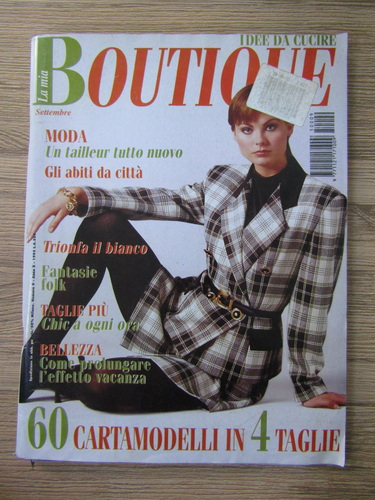 IDEE DA CUCIRE
La mia
BOUTIQUE
Settembre
MODA
Un tailleur tutto nuovo
Gli abiti da città
Trionfa il bianco
Fantasie
folk
TAGLIE PIÙ
Chic a ogni ora
BELLEZZA
Come prolungare
l'effetto vacanza
60 CARTAMODELLI IN 4 TAGLIE